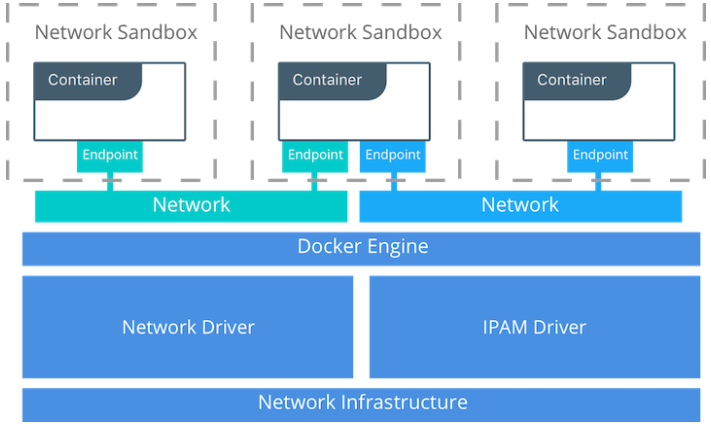 Network Sandbox
Network Sandbox
Network Sandbox
Container
Container
Container
Endpoint
Endpoint
Endpoint
Endpoint
Network
Network
Docker Engine
Network Driver
IPAM Driver
Network Infrastructure